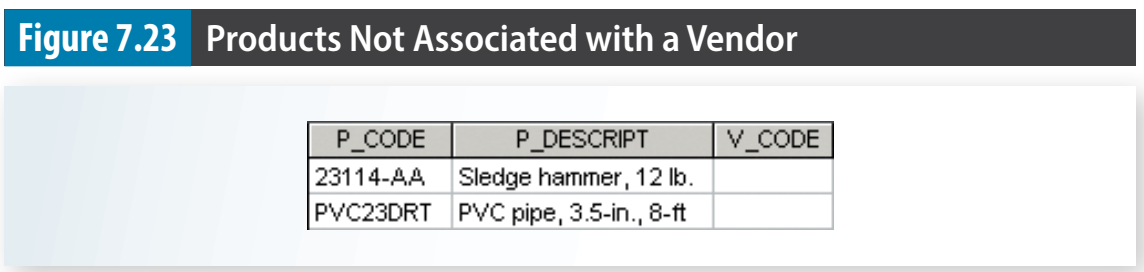 Figure 7.23 Products Not Associated with a Vendor
P_CODE P_DESCRIPT V_CODE
23114-AA Sledge hammer, 12 lb.
PVC23DRT PVC pipe, 3.5-in., 8-ft